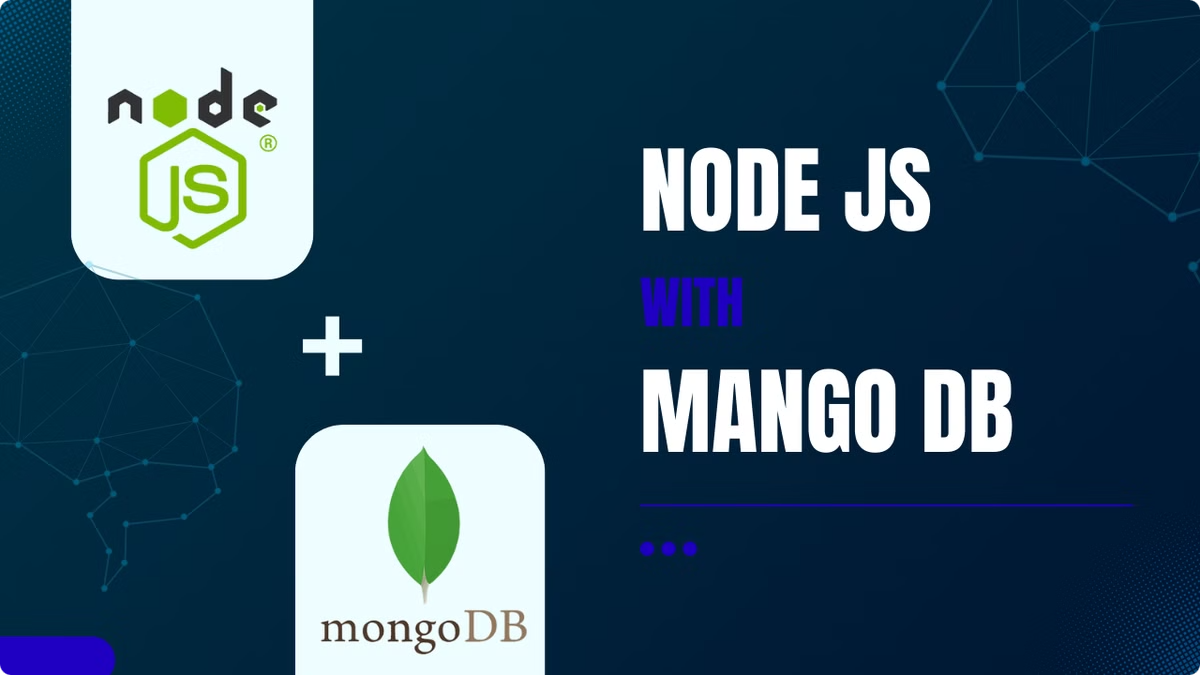 node
JS
®
+
mongoDB
NODE JS
WITH
MANGO DB